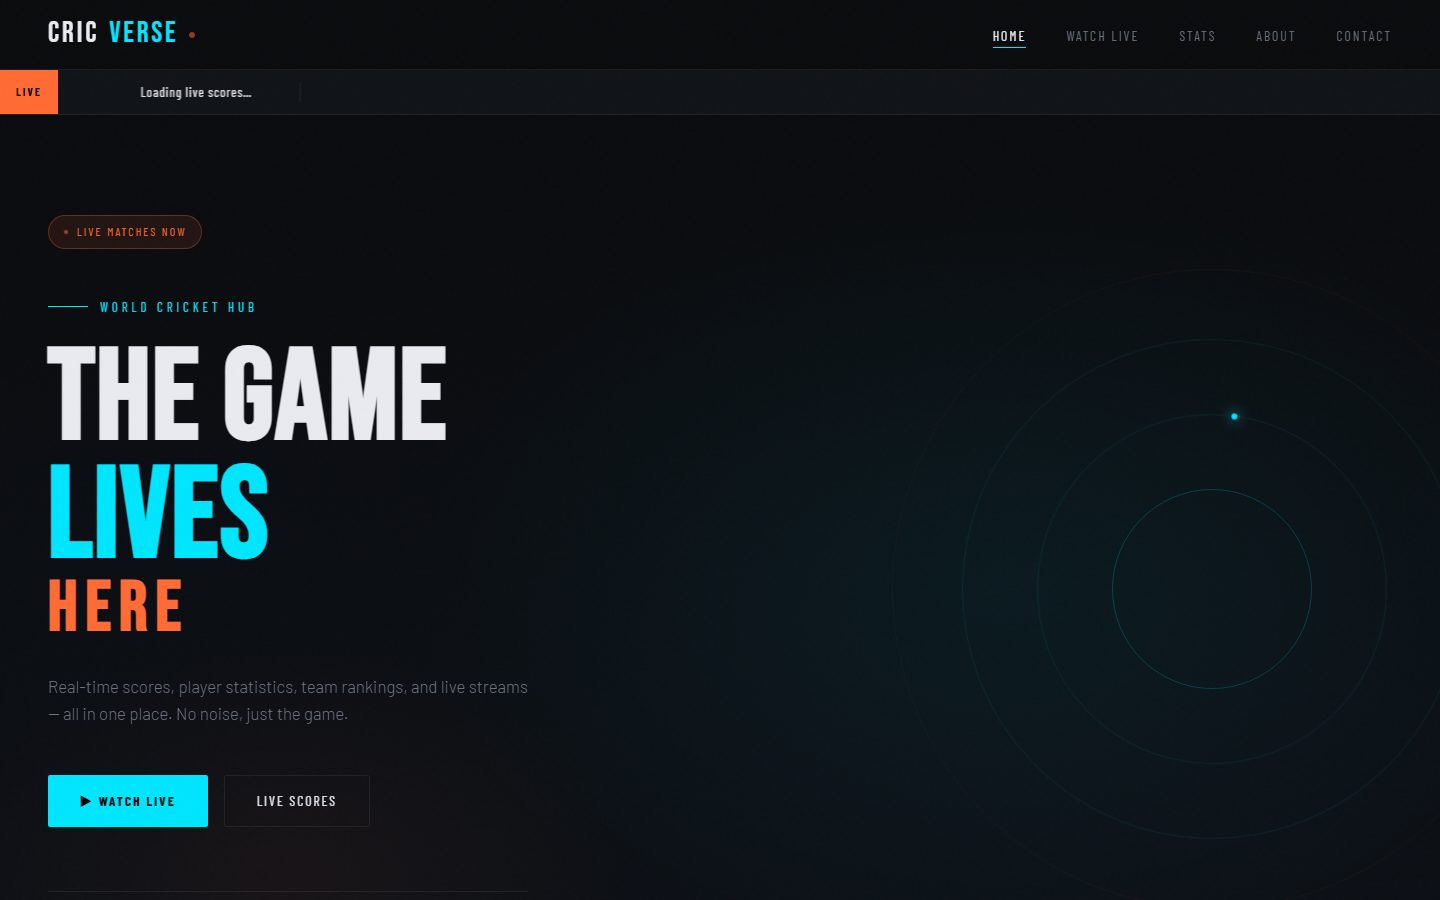 CRIC VERSE
HOME WATCH LIVE STATS ABOUT CONTACT
LIVE Loading live scores...
LIVE MATCHES NOW
WORLD CRICKET HUB
THE GAME
LIVES
HERE
Real-time scores, player statistics, team rankings, and live streams
— all in one place. No noise, just the game.
▶ WATCH LIVE LIVE SCORES